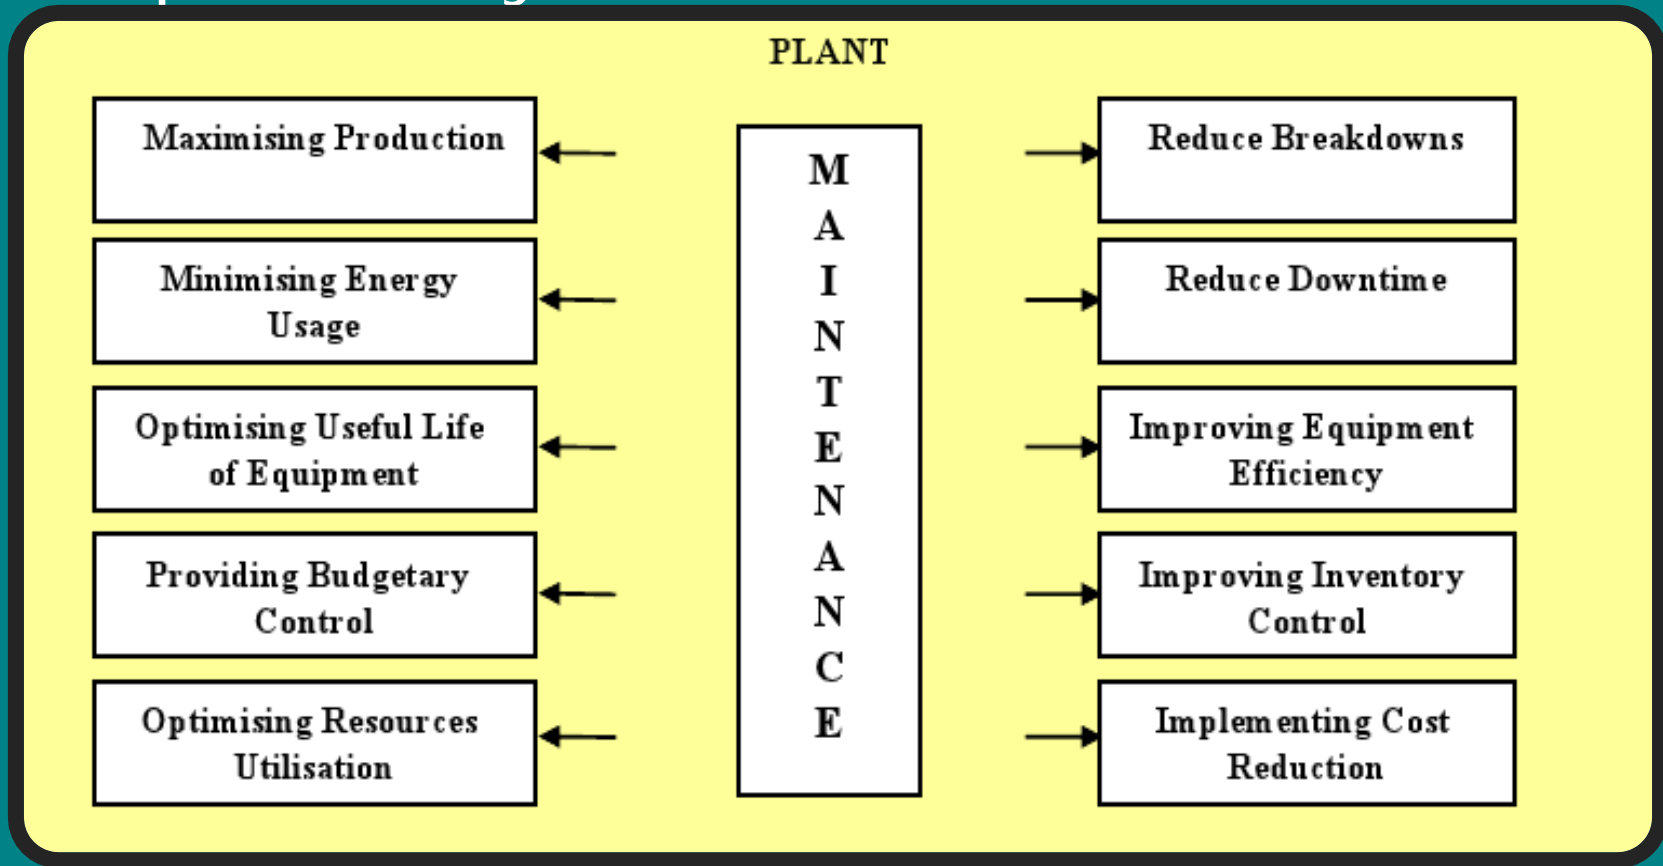 PLANT
Maximising Production
Minimising Energy
Usage
Optimising Useful Life
of Equipment
Providing Budgetary
Control
Optimising Resources
Utilisation
M
A
I
N
T
E
N
A
N
C
E
Reduce Breakdowns
Reduce Downtime
Improving Equipment
Efficiency
Improving Inventory
Control
Implementing Cost
Reduction